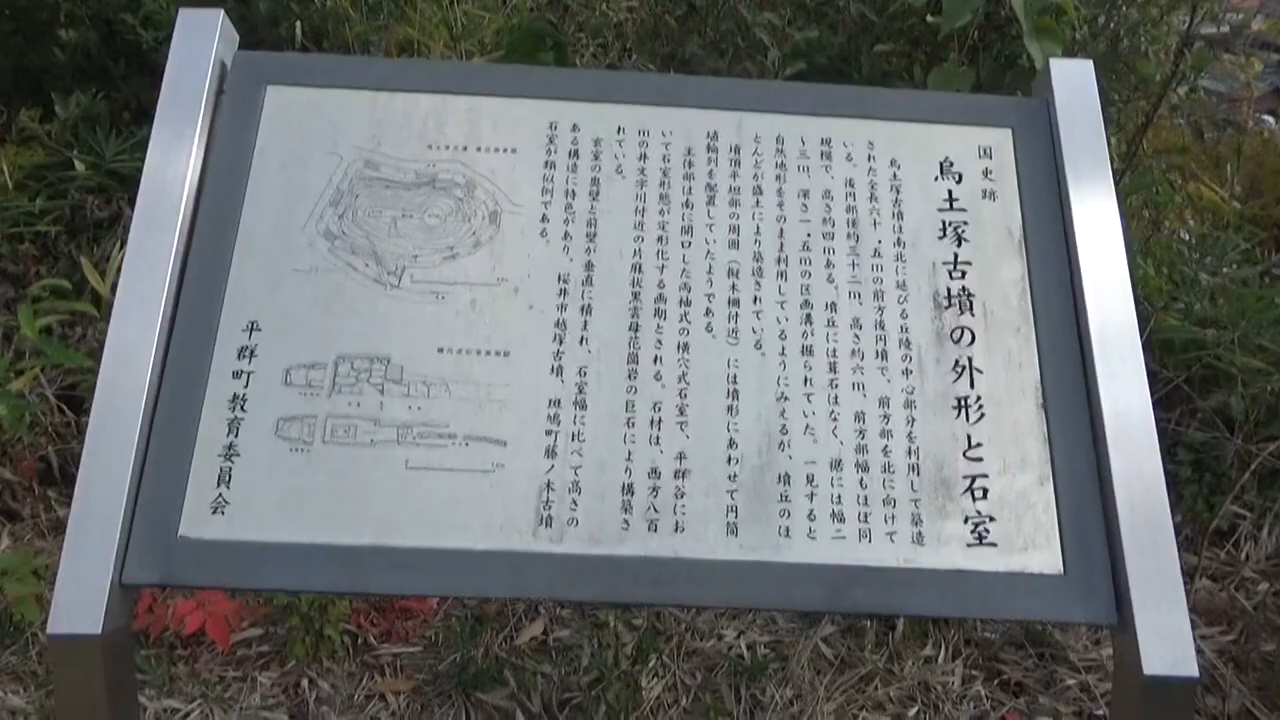 国史跡
烏土塚古墳の外形と石室
烏土塚古墳は南北に延びる丘陵の中心部分を利用して築造
された全長六十・五mの前方後円墳で、前方部を北に向けて
いる。後円部径約三十二m、高さ約六m、前方部幅もほぼ同
規模で、高さ約四mある。墳丘には葺石はなく、裾には幅二
～三m、深さ一・五mの区画溝が掘られていた。一見すると
自然地形をそのまま利用しているようにみえるが、墳丘のほ
とんどが盛土により築造されている。
墳頂平坦部の周囲（擬木柵付近）には墳形にあわせて円筒
埴輪列を配置していたようである。
主体部は南に開口した両袖式の横穴式石室で、平群谷にお
いて石室形態が定形化する画期とされる。石材は、西方八百
mの井文字川付近の片麻状黒雲母花崗岩の巨石により構築さ
れている。
玄室の奥壁と前壁が垂直に積まれ、石室幅に比べて高さの
ある構造に特色があり、桜井市越塚古墳、斑鳩町藤ノ木古墳
石室が類似例である。
平群町教育委員会